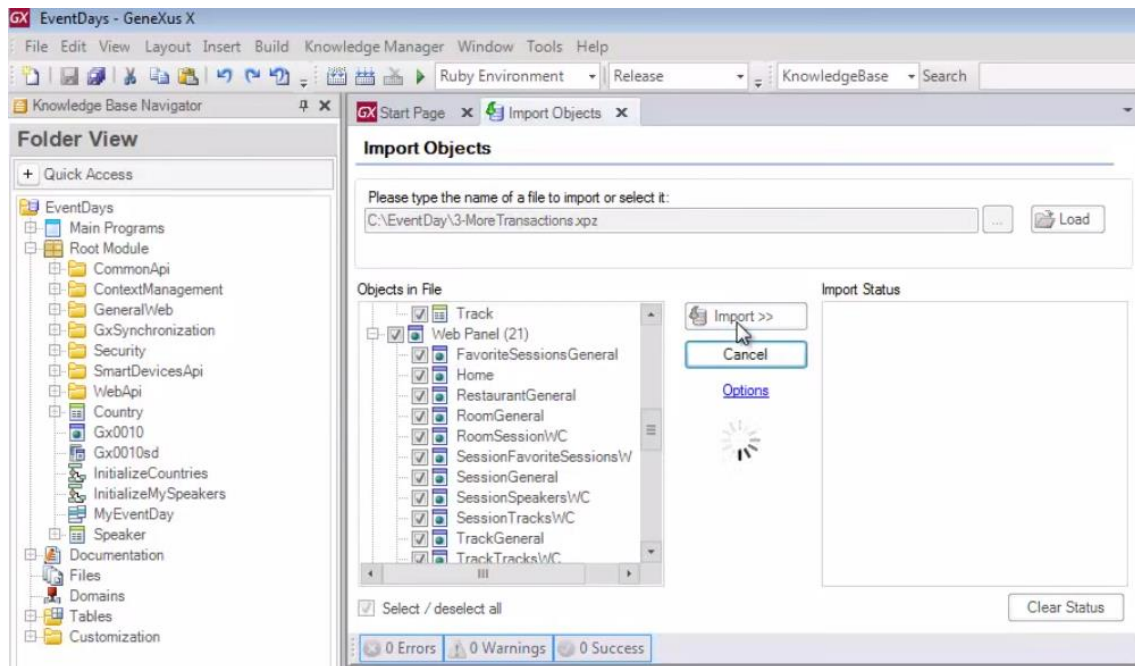 GX EventDays - GeneXus X
File Edit View Layout Insert Build Knowledge Manager Window Tools Help
Ruby Environment Release KnowledgeBase Search
Knowledge Base Navigator
Folder View
+ Quick Access
EventDays
Main Programs
Root Module
CommonApi
ContextManagement
GeneralWeb
GxSynchronization
Security
SmartDevicesApi
WebApi
Country
Gx0010
Gx0010sd
InitializeCountries
InitializeMySpeakers
MyEventDay
Speaker
Documentation
Files
Domains
Tables
Customization
GX Start Page Import Objects
Import Objects
Please type the name of a file to import or select it:
C:\EventDay\3-MoreTransactions.xpz ... Load
Objects in File
Track
Web Panel (21)
FavoriteSessionsGeneral
Home
RestaurantGeneral
RoomGeneral
RoomSessionWC
SessionFavoriteSessionsW
SessionGeneral
SessionSpeakersWC
SessionTracksWC
TrackGeneral
TrackTracksWC
Select / deselect all
Import >>
Cancel
Options
Import Status
Clear Status
0 Errors 0 Warnings 0 Success